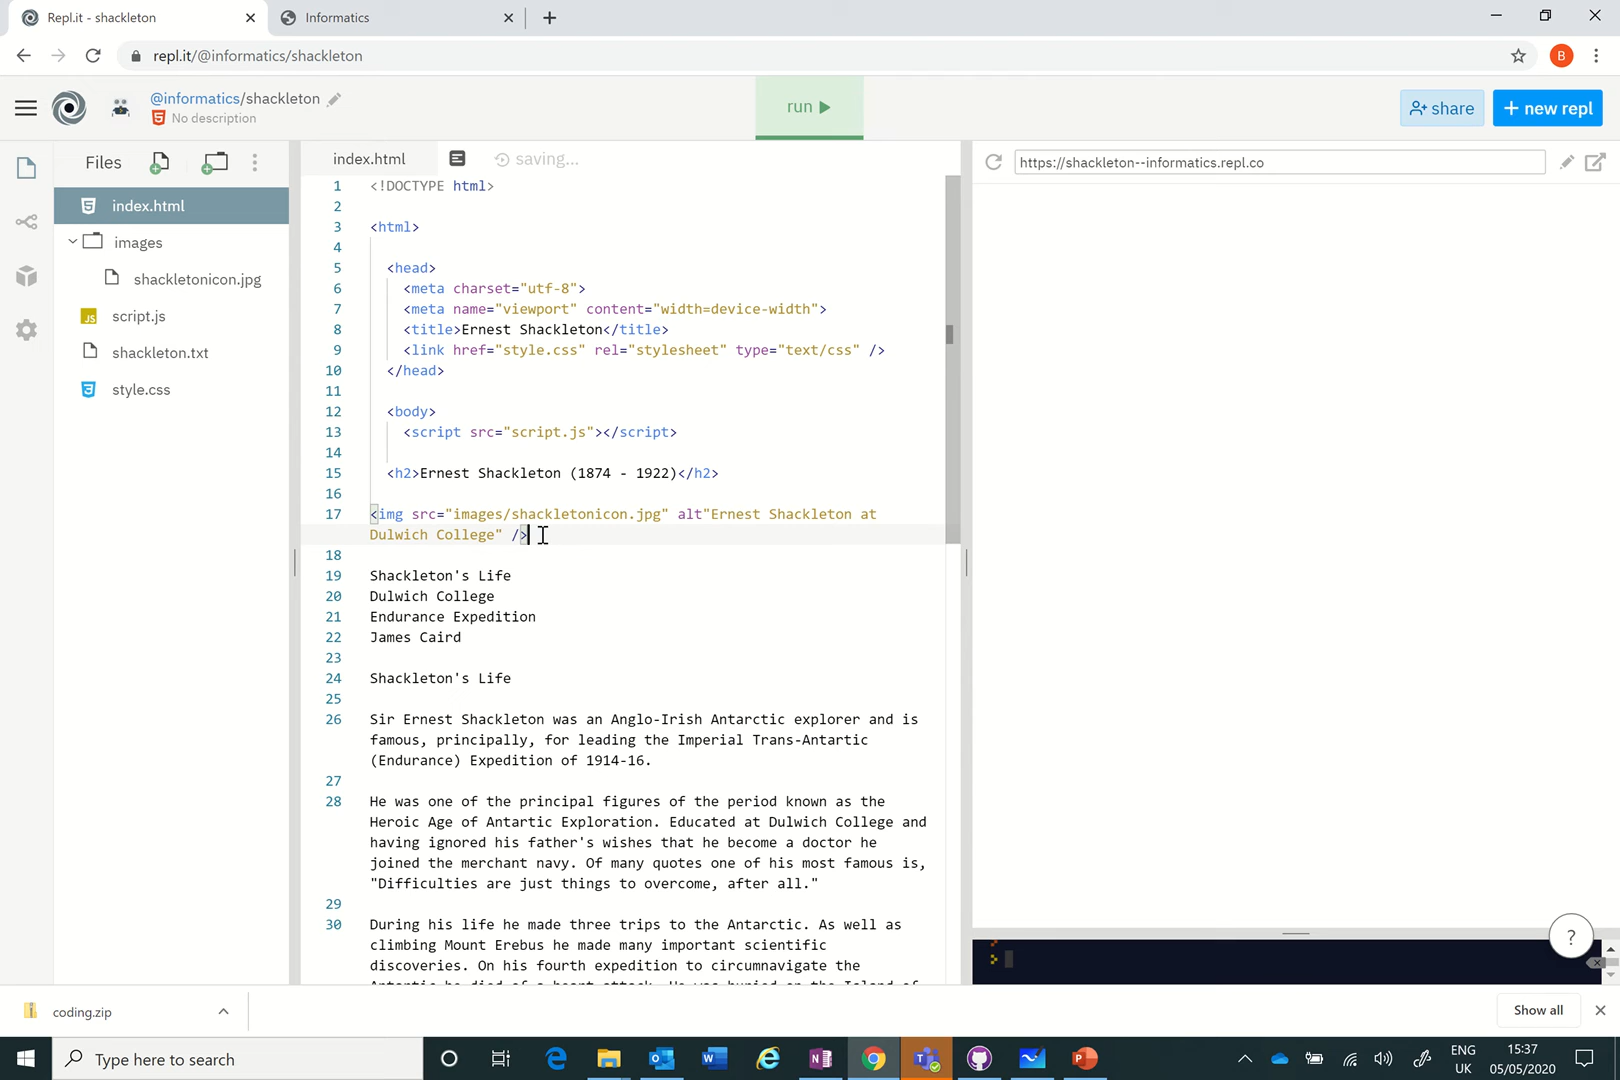 Repl.it - shackleton
Informatics
repl.it/@informatics/shackleton
B
@informatics/shackleton
No description
run
share
+ new repl
Files
index.html
saving...
https://shackleton--informatics.repl.co
index.html
images
shackletonicon.jpg
JS script.js
shackleton.txt
style.css
1 <!DOCTYPE html>
2
3 <html>
4
5 <head>
6 <meta charset="utf-8">
7 <meta name="viewport" content="width=device-width">
8 <title>Ernest Shackleton</title>
9 <link href="style.css" rel="stylesheet" type="text/css" />
10 </head>
11
12 <body>
13 <script src="script.js"></script>
14
15 <h2>Ernest Shackleton (1874 - 1922)</h2>
16
17 <img src="images/shackletonicon.jpg" alt"Ernest Shackleton at
Dulwich College" />
18
19 Shackleton's Life
20 Dulwich College
21 Endurance Expedition
22 James Caird
23
24 Shackleton's Life
25
26 Sir Ernest Shackleton was an Anglo-Irish Antarctic explorer and is
famous, principally, for leading the Imperial Trans-Antartic
(Endurance) Expedition of 1914-16.
27
28 He was one of the principal figures of the period known as the
Heroic Age of Antartic Exploration. Educated at Dulwich College and
having ignored his father's wishes that he become a doctor he
joined the merchant navy. Of many quotes one of his most famous is,
"Difficulties are just things to overcome, after all."
29
30 During his life he made three trips to the Antarctic. As well as
climbing Mount Erebus he made many important scientific
discoveries. On his fourth expedition to circumnavigate the
?
coding.zip
Show all
Type here to search
ENG
UK
15:37
05/05/2020